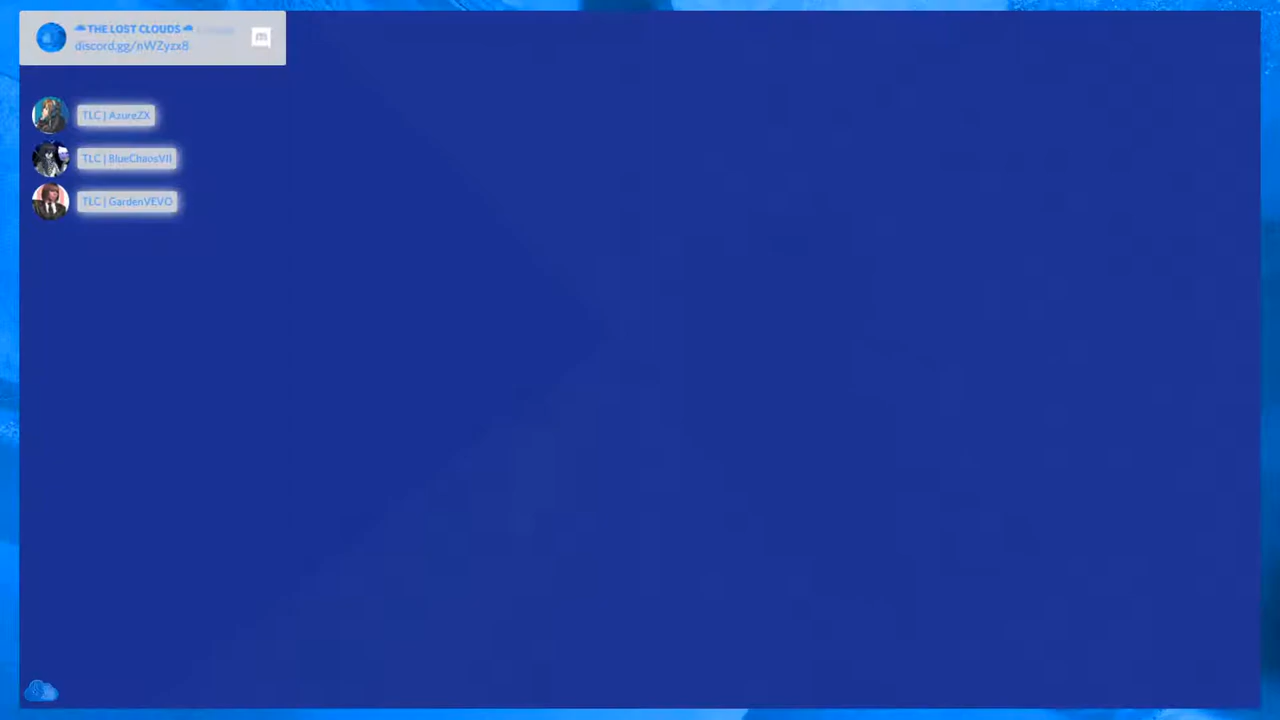 ☁THE LOST CLOUDS☁
discord.gg/nWZyzx8
TLC | AzureZX
TLC | BlueChaosVII
TLC | GardenVEVO